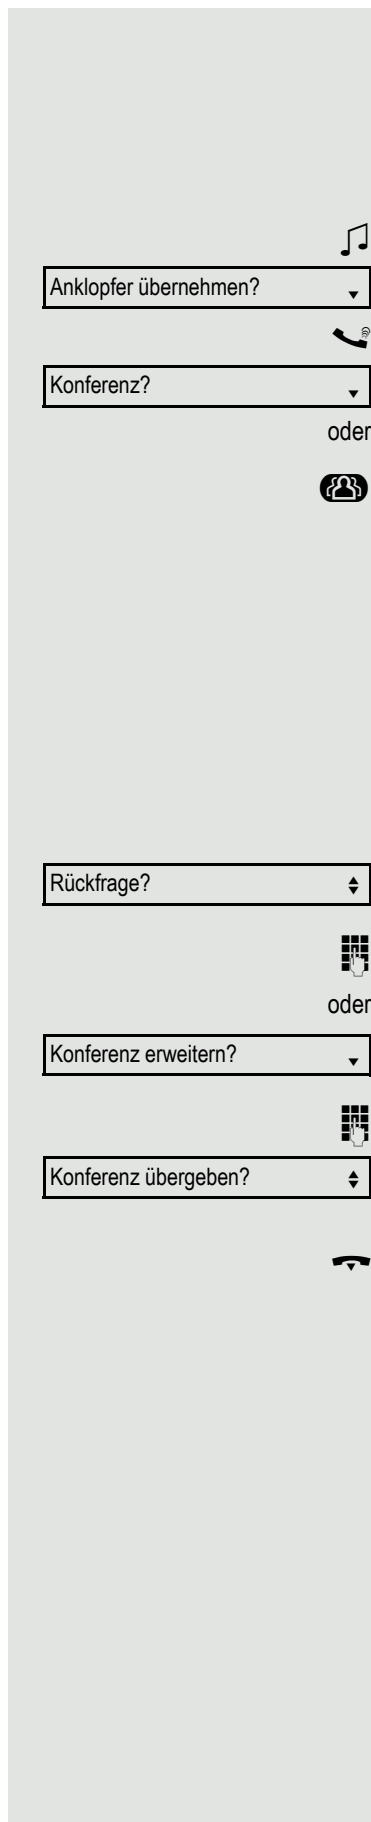 Anklopfer übernehmen?
Konferenz?
oder
Rückfrage?
oder
Konferenz erweitern?
Konferenz übergeben?